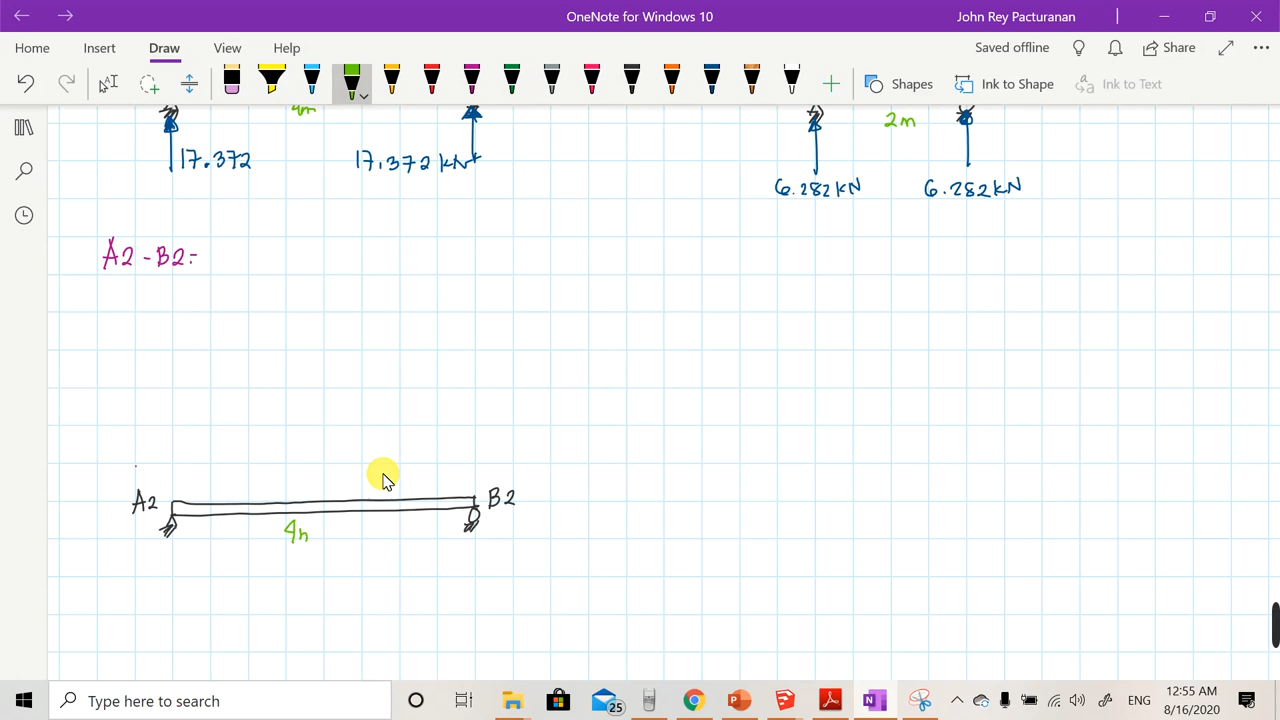 OneNote for Windows 10
John Rey Pacturanan
Home Insert Draw View Help
Saved offline
Share
Shapes
Ink to Shape
Ink to Text
4m
2m
17.372
17.372 kN
6.282 kN
6.282 kN
A2 - B2 =
A2
B2
4n
Type here to search
25
ENG
12:55 AM
8/16/2020